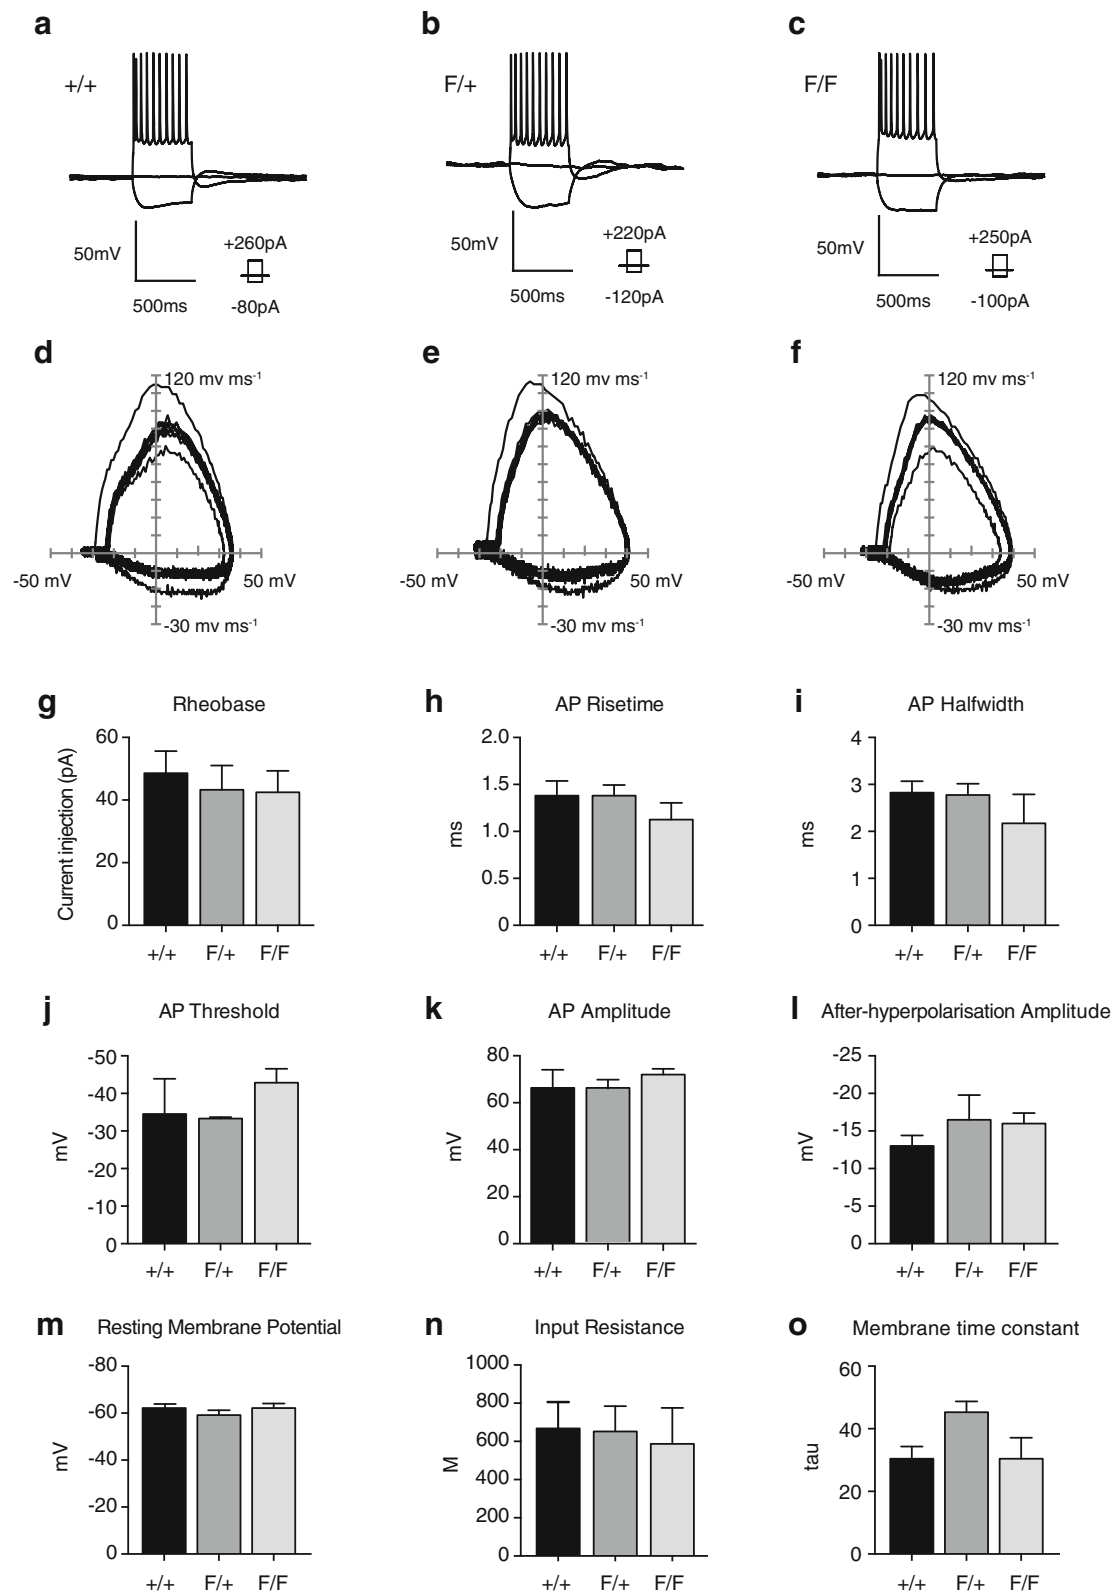 a
b
c
+/+
F/+
F/F
50mV
+260pA
500ms
-80pA
50mV
+220pA
500ms
-120pA
50mV
+250pA
500ms
-100pA
d
e
f
120 mv ms-1
-50 mV
50 mV
-30 mv ms-1
120 mv ms-1
-50 mV
50 mV
-30 mv ms-1
120 mv ms-1
-50 mV
50 mV
-30 mv ms-1
g
Rheobase
Current injection (pA)
60
40
20
0
+/+ F/+ F/F
h
AP Risetime
ms
2.0
1.5
1.0
0.5
0
+/+ F/+ F/F
i
AP Halfwidth
ms
4
3
2
1
0
+/+ F/+ F/F
j
AP Threshold
mV
-50
-40
-30
-20
-10
0
+/+ F/+ F/F
k
AP Amplitude
mV
80
60
40
20
0
+/+ F/+ F/F
l
After-hyperpolarisation Amplitude
mV
-25
-20
-15
-10
-5
0
+/+ F/+ F/F
m
Resting Membrane Potential
mV
-80
-60
-40
-20
0
+/+ F/+ F/F
n
Input Resistance
M
1000
800
600
400
200
0
+/+ F/+ F/F
o
Membrane time constant
tau
60
40
20
0
+/+ F/+ F/F